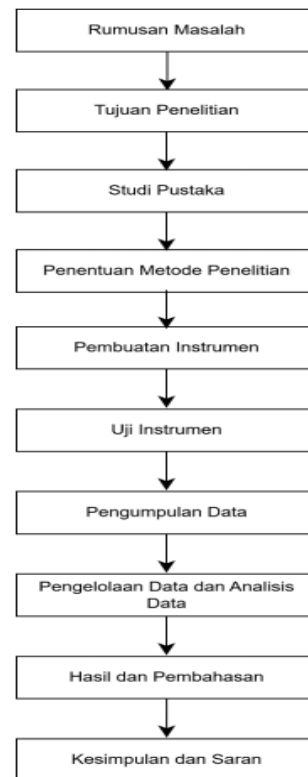 Rumusan Masalah
Tujuan Penelitian
Studi Pustaka
Penentuan Metode Penelitian
Pembuatan Instrumen
Uji Instrumen
Pengumpulan Data
Pengelolaan Data dan Analisis
Data
Hasil dan Pembahasan
Kesimpulan dan Saran